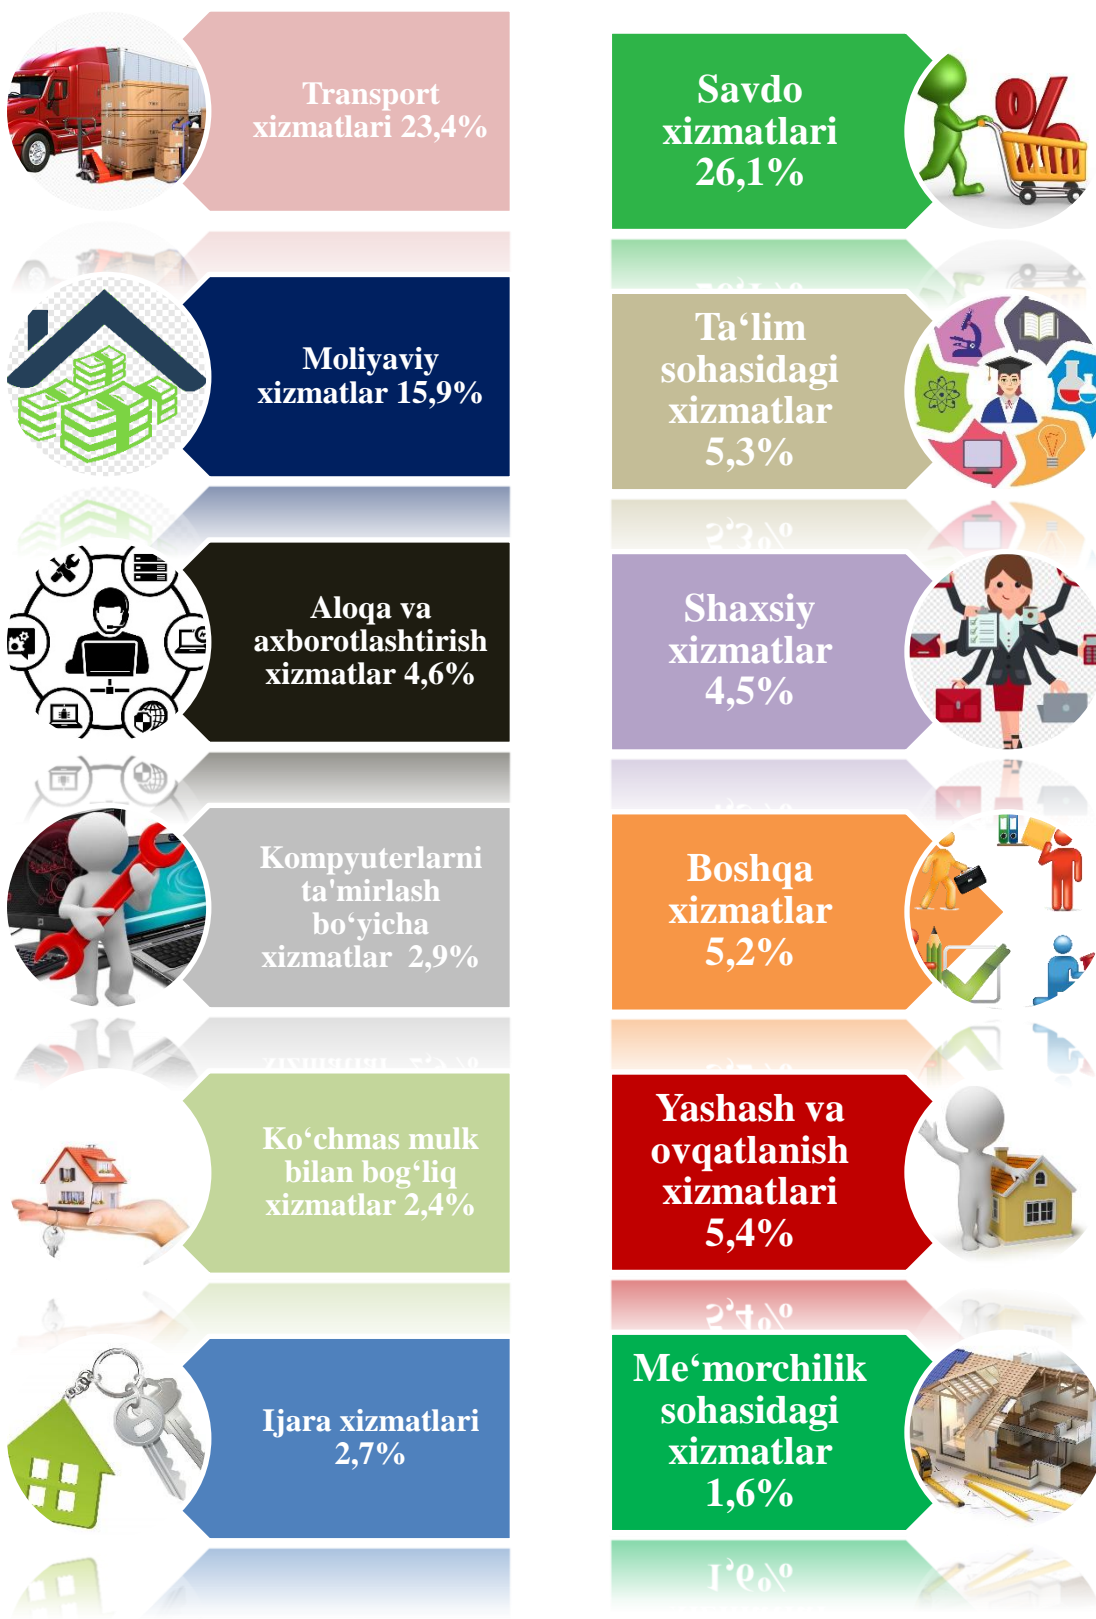 Transport
xizmatlari 23,4%
Moliyaviy
xizmatlar 15,9%
Aloqa va
axborotlashtirish
xizmatlar 4,6%
Kompyuterlarni
ta'mirlash
bo‘yicha
xizmatlar 2,9%
Ko‘chmas mulk
bilan bog‘liq
xizmatlar 2,4%
Ijara xizmatlari
2,7%
Savdo
xizmatlari
26,1%
Ta‘lim
sohasidagi
xizmatlar
5,3%
Shaxsiy
xizmatlar
4,5%
Boshqa
xizmatlar
5,2%
Yashash va
ovqatlanish
xizmatlari
5,4%
Me‘morchilik
sohasidagi
xizmatlar
1,6%